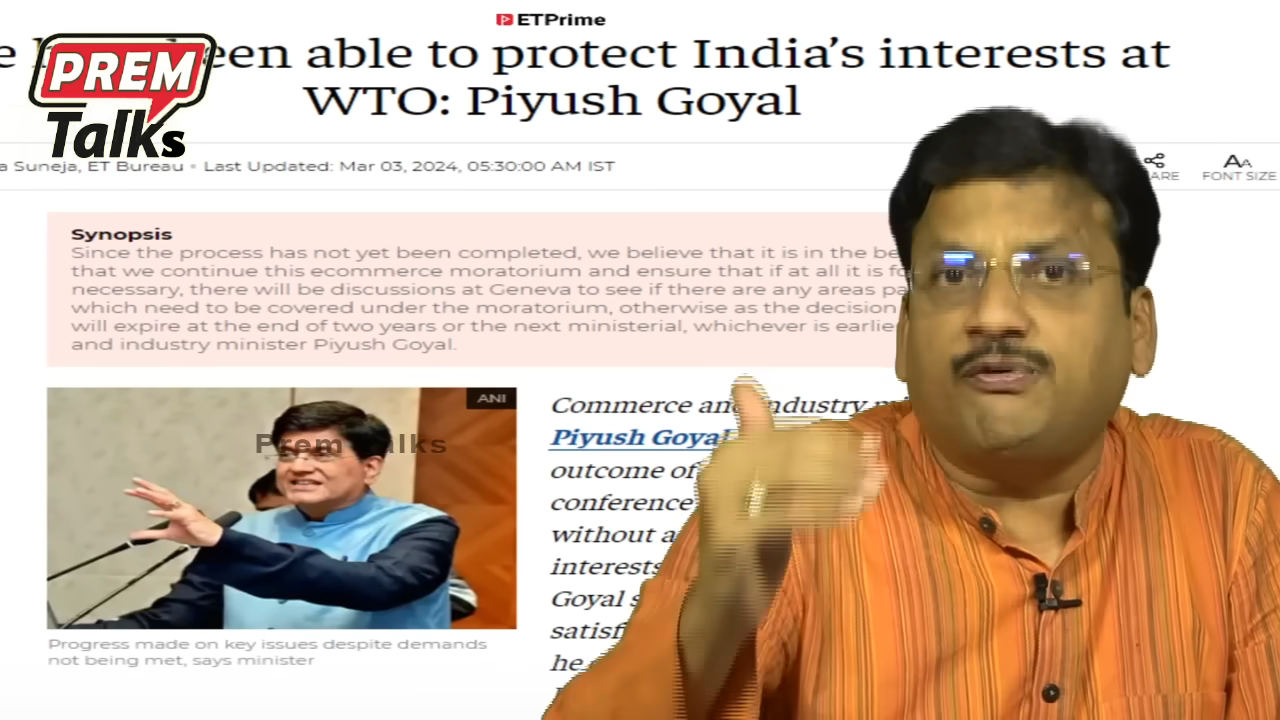 ETPrime
PREM
Talks
been able to protect India's interests at
WTO: Piyush Goyal
a Suneja, ET Bureau • Last Updated: Mar 03, 2024, 05:30:00 AM IST
FONT SIZE
Synopsis
Since the process has not yet been completed, we believe that it is in the
that we continue this ecommerce moratorium and ensure that if at all it is
necessary, there will be discussions at Geneva to see if there are any areas
which need to be covered under the moratorium, otherwise as the decision
will expire at the end of two years or the next ministerial, whichever is
and industry minister Piyush Goyal.
ANI
Prem Talks
Progress made on key issues despite demands
not being met, says minister
Commerce and industry
Piyush Goyal
outcome of
conference
without a
interests
Goyal
he